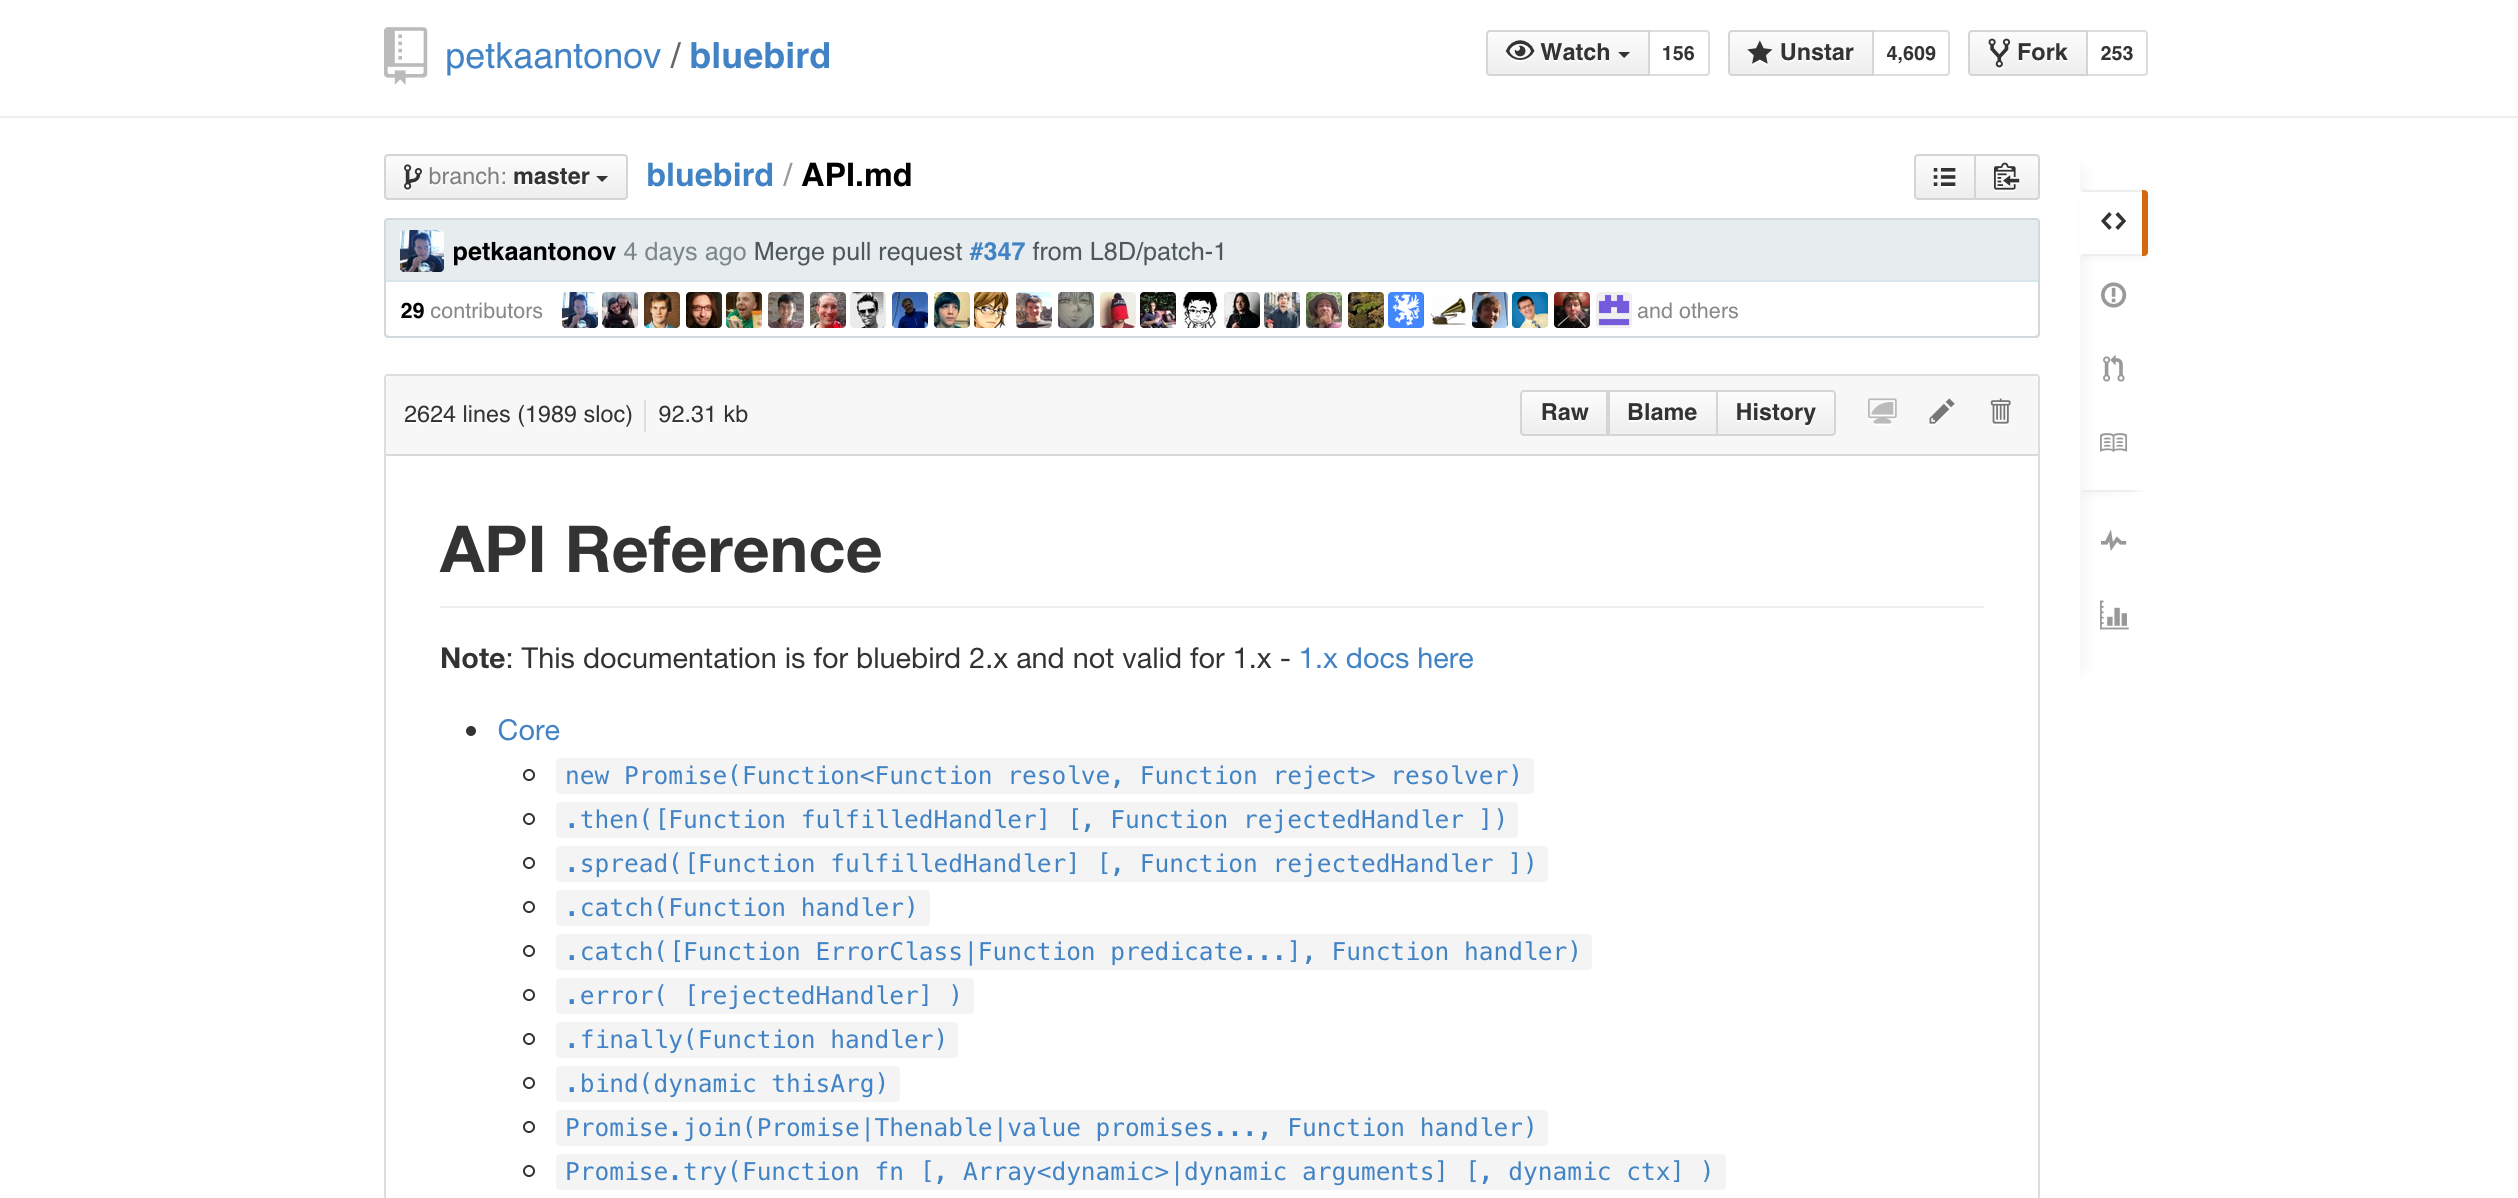 petkaantonov / bluebird
Watch 156 Unstar 4,609 Fork 253
branch: master bluebird / API.md
petkaantonov 4 days ago Merge pull request #347 from L8D/patch-1
29 contributors and others
2624 lines (1989 sloc) 92.31 kb Raw Blame History
API Reference
Note: This documentation is for bluebird 2.x and not valid for 1.x - 1.x docs here
Core
new Promise(Function<Function resolve, Function reject> resolver)
.then([Function fulfilledHandler] [, Function rejectedHandler ])
.spread([Function fulfilledHandler] [, Function rejectedHandler ])
.catch(Function handler)
.catch([Function ErrorClass|Function predicate...], Function handler)
.error( [rejectedHandler] )
.finally(Function handler)
.bind(dynamic thisArg)
Promise.join(Promise|Thenable|value promises..., Function handler)
Promise.try(Function fn [, Array<dynamic>|dynamic arguments] [, dynamic ctx] )